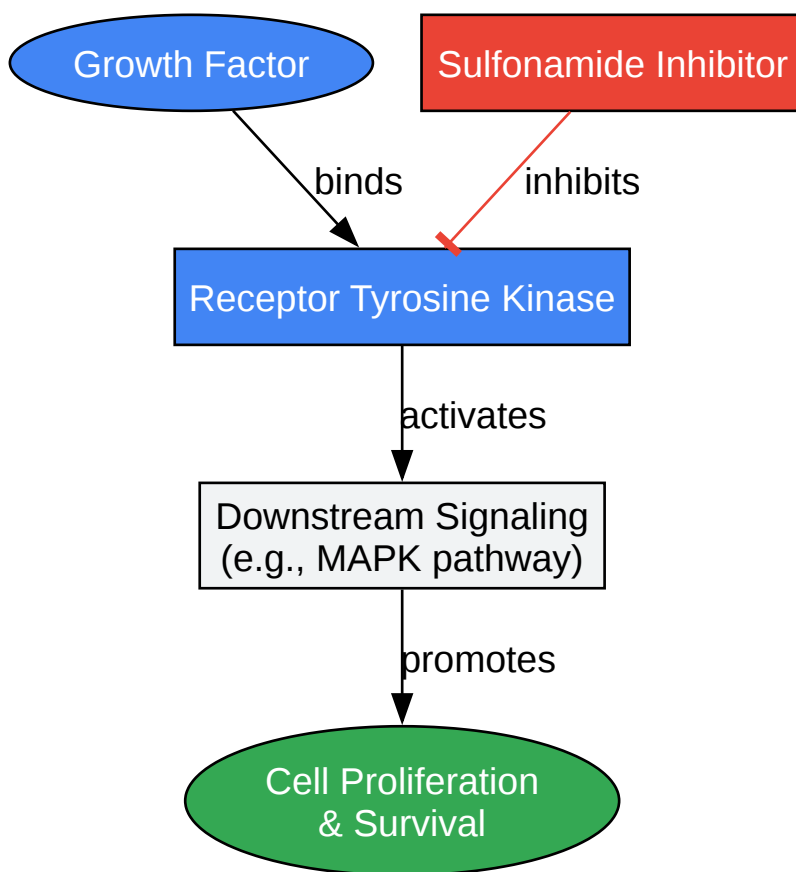 Growth Factor
Sulfonamide Inhibitor
binds
inhibits
Receptor Tyrosine Kinase
activates
Downstream Signaling
(e.g., MAPK pathway)
promotes
Cell Proliferation
& Survival